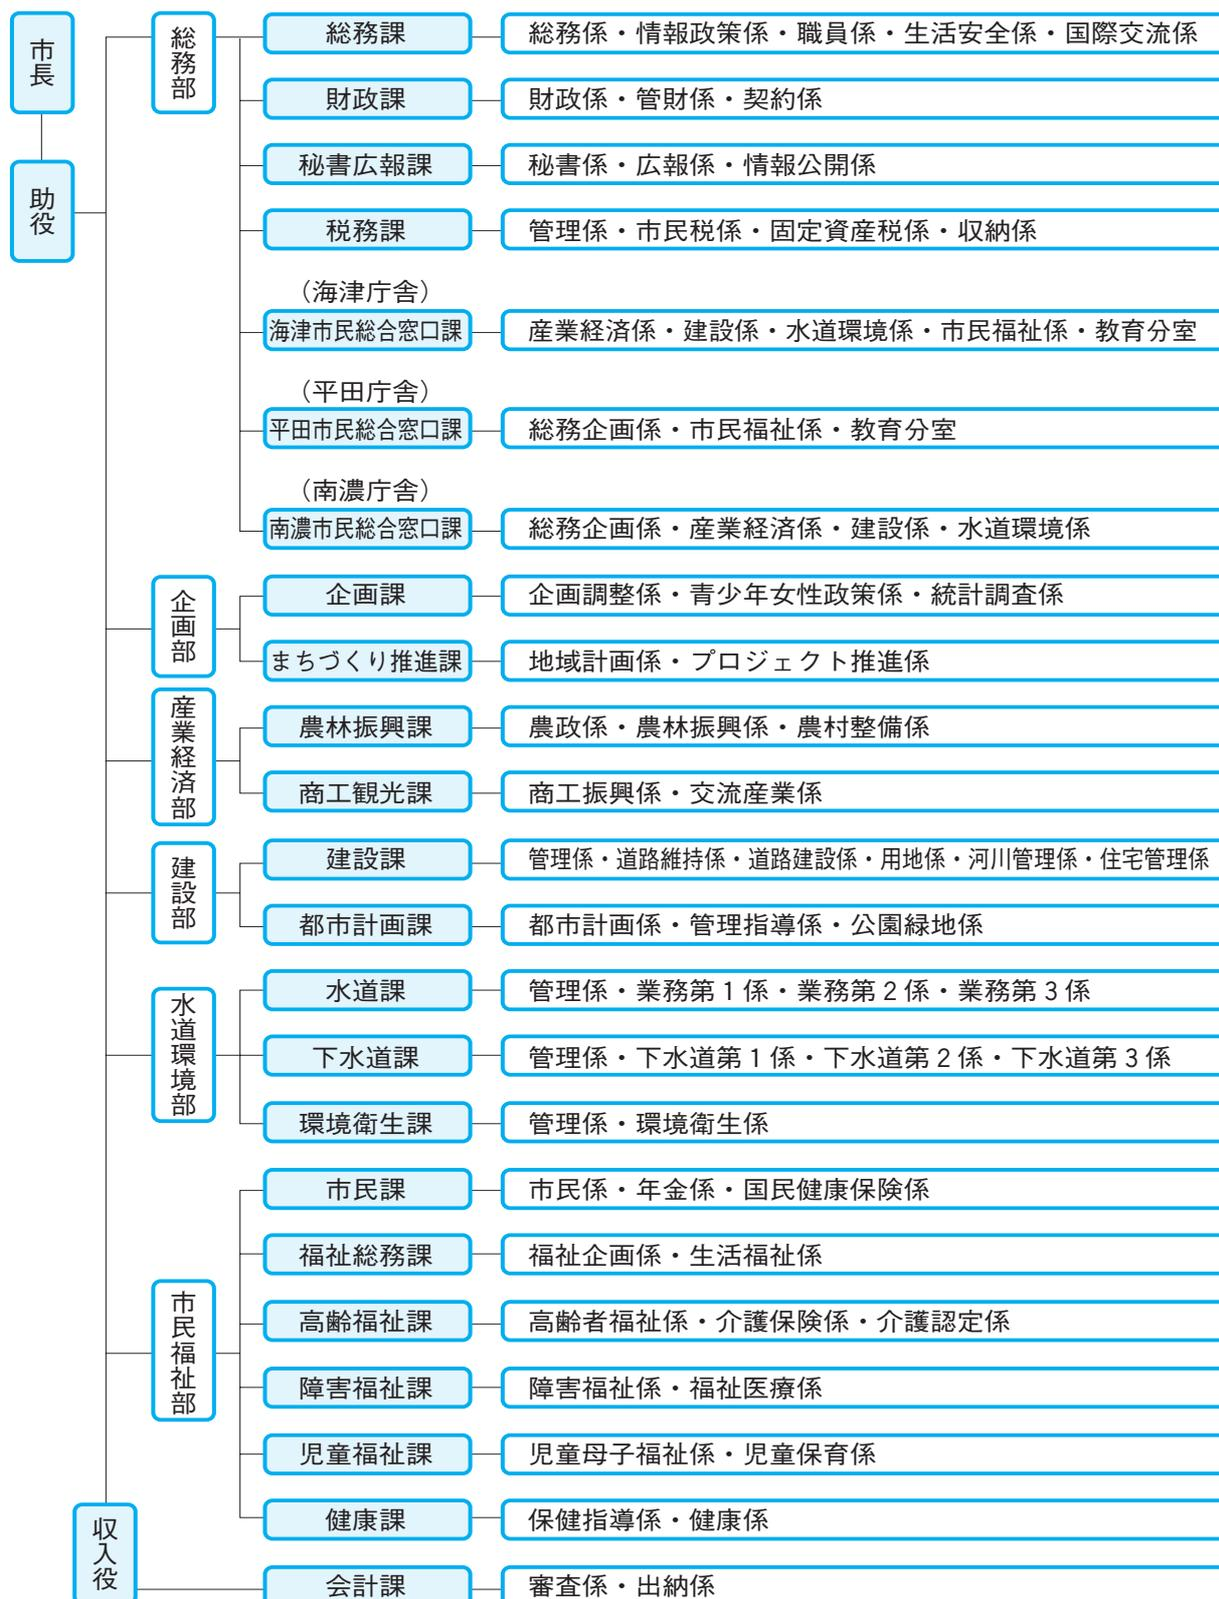 市長
助役
総務部
総務課
総務係・情報政策係・職員係・生活安全係・国際交流係
財政課
財政係・管財係・契約係
秘書広報課
秘書係・広報係・情報公開係
税務課
管理係・市民税係・固定資産税係・収納係
（海津庁舎）
海津市民総合窓口課
産業経済係・建設係・水道環境係・市民福祉係・教育分室
（平田庁舎）
平田市民総合窓口課
総務企画係・市民福祉係・教育分室
（南濃庁舎）
南濃市民総合窓口課
総務企画係・産業経済係・建設係・水道環境係
企画部
企画課
企画調整係・青少年女性政策係・統計調査係
まちづくり推進課
地域計画係・プロジェクト推進係
産業経済部
農林振興課
農政係・農林振興係・農村整備係
商工観光課
商工振興係・交流産業係
建設部
建設課
管理係・道路維持係・道路建設係・用地係・河川管理係・住宅管理係
都市計画課
都市計画係・管理指導係・公園緑地係
水道環境部
水道課
管理係・業務第１係・業務第２係・業務第３係
下水道課
管理係・下水道第１係・下水道第２係・下水道第３係
環境衛生課
管理係・環境衛生係
市民福祉部
市民課
市民係・年金係・国民健康保険係
福祉総務課
福祉企画係・生活福祉係
高齢福祉課
高齢者福祉係・介護保険係・介護認定係
障害福祉課
障害福祉係・福祉医療係
児童福祉課
児童母子福祉係・児童保育係
健康課
保健指導係・健康係
収入役
会計課
審査係・出納係